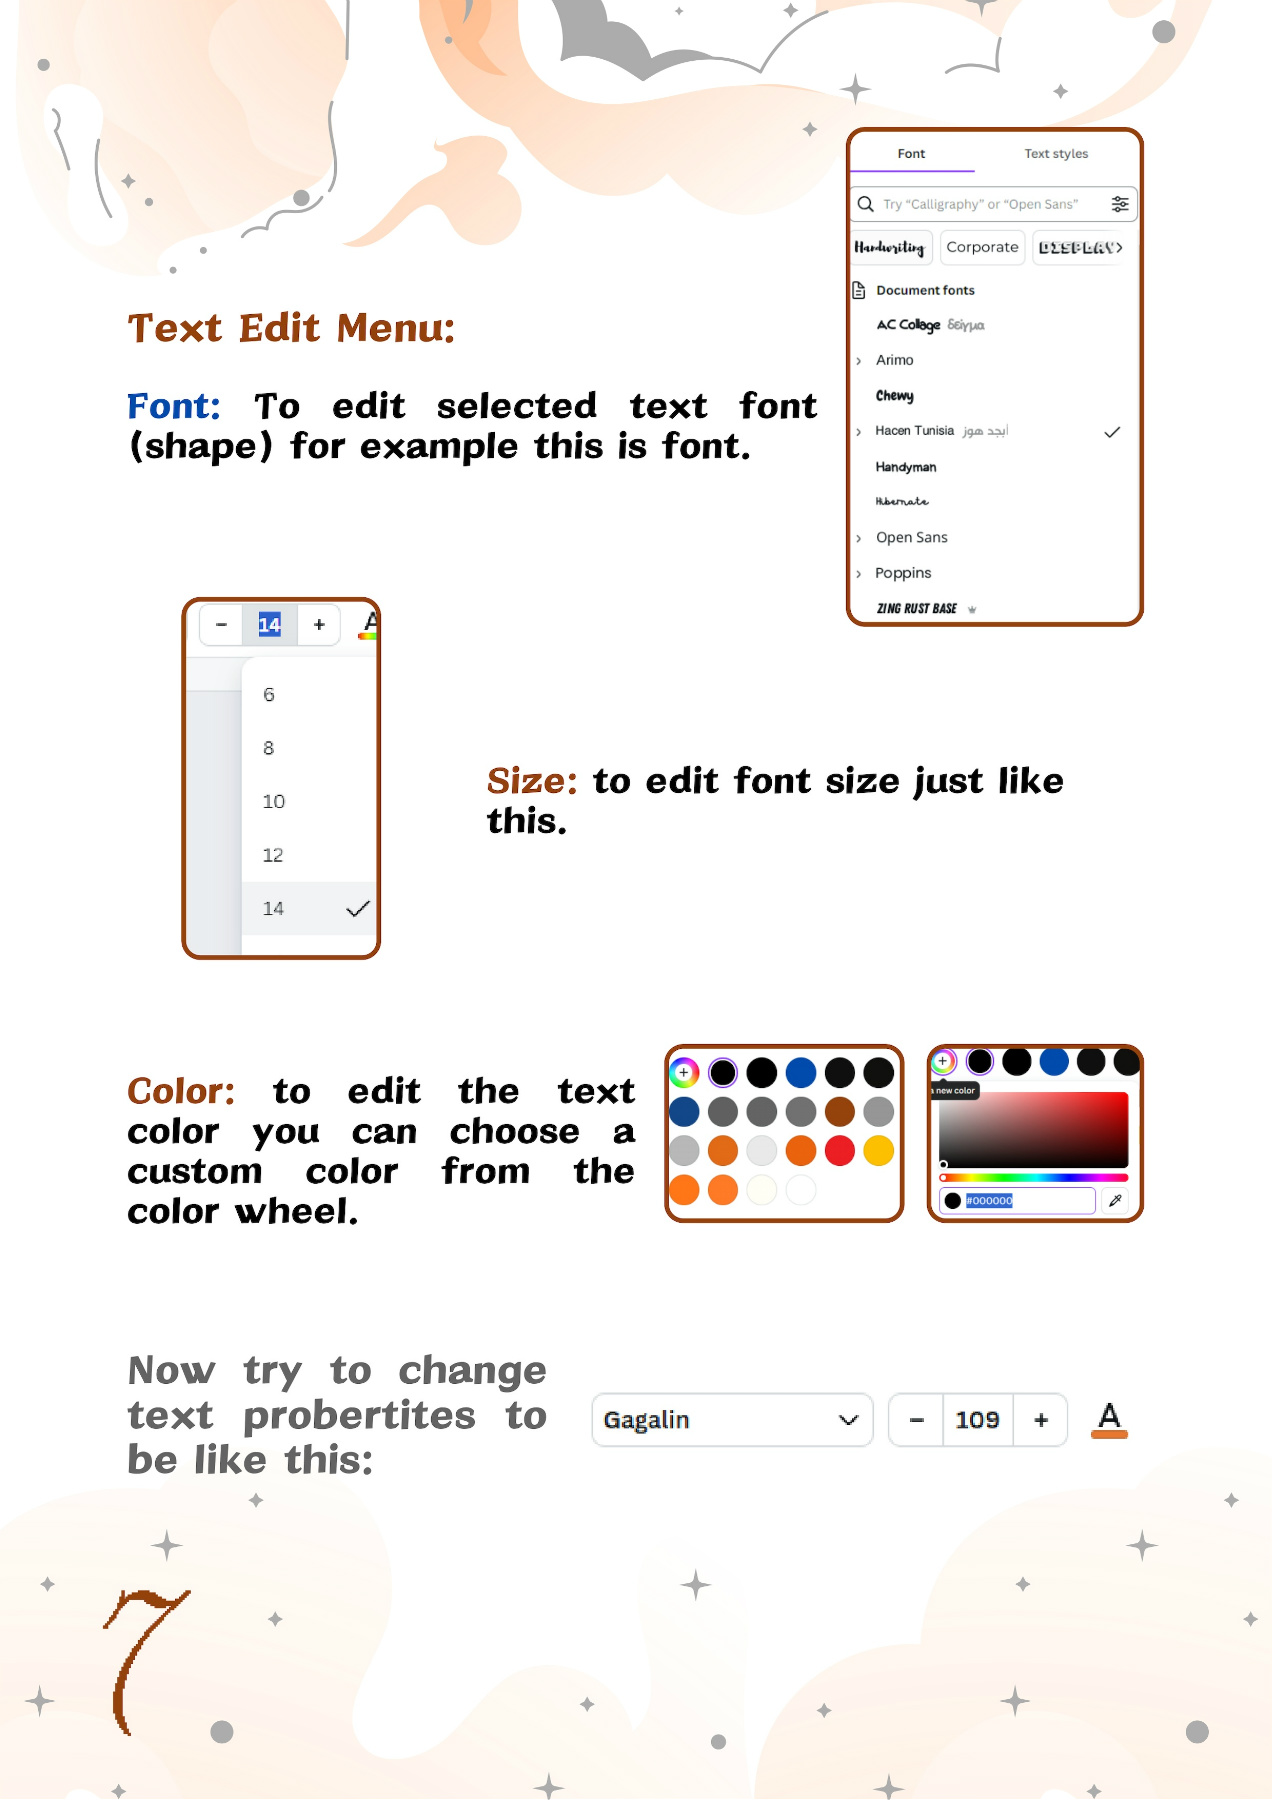 Font Text styles
Try “Calligraphy” or “Open Sans”
Handwriting Corporate DISPLAY
Document fonts
AC Collage δείγμα
Arimo
Chewy
Hacen Tunisia أبجد هوز
Handyman
Hibernate
Open Sans
Poppins
ZING RUST BASE
Text Edit Menu:
Font: To edit selected text font
(shape) for example this is font.
− 14 + A
6
8
10
12
14
Size: to edit font size just like
this.
Color: to edit the text
color you can choose a
custom color from the
color wheel.
new color
#000000
Now try to change
text probertites to
be like this:
Gagalin − 109 + A
7